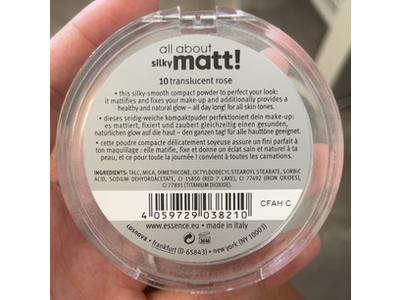 all about
silky matt!
10 translucent rose
• this silky-smooth compact powder to perfect your look:
it mattifies and fixes your make-up and additionally provides a
healthy and natural glow – all day long! for all skin tones.
• dieses seidig-weiche kompaktpuder perfektioniert dein make-up:
es mattiert, fixiert und zaubert gleichzeitig einen gesunden,
natürlichen glow auf die haut – den ganzen tag! für alle hauttöne geeignet.
• cette poudre compacte délicatement soyeuse assure un fini parfait à
ton maquillage : elle matifie, fixe et donne un éclat sain et naturel à ta
peau, et ce pour toute la journée ! convient à toutes les carnations.
INGREDIENTS: TALC, MICA, DIMETHICONE, OCTYLDODECYL STEAROYL STEARATE, SORBIC
ACID, SODIUM DEHYDROACETATE, CI 15850 (RED 7 LAKE), CI 77492 (IRON OXIDES),
CI 77891 (TITANIUM DIOXIDE).
4 059729 038210
CFAH C
www.essence.eu • made in italy
36M
cosnova • frankfurt (D-65843) • new york (NY 10003)